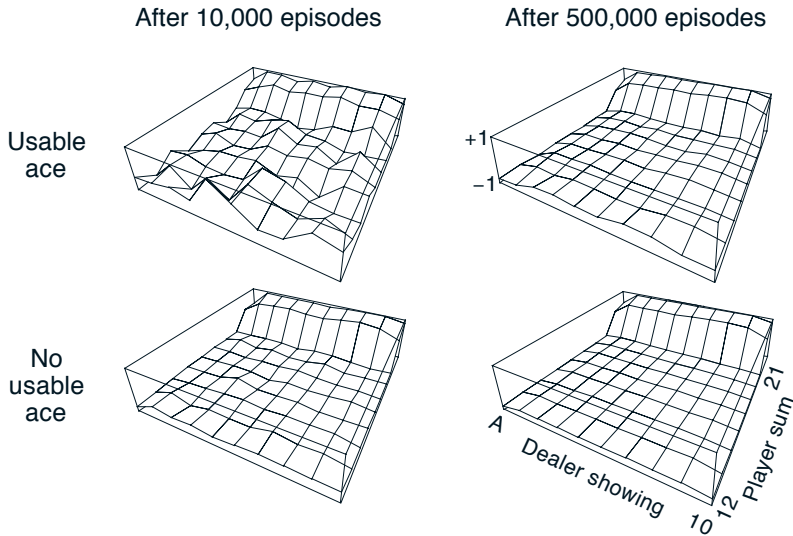 After 10,000 episodes
After 500,000 episodes
Usable
ace
+1
−1
No
usable
ace
A
Dealer showing
10
12
Player sum
21